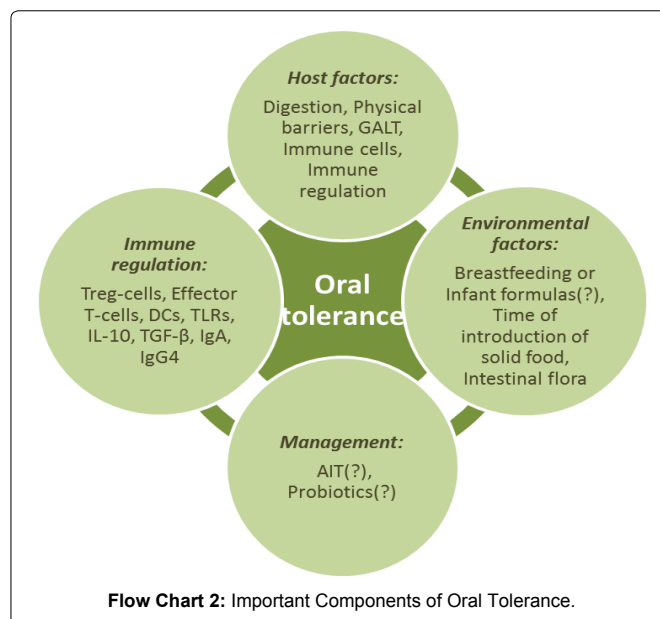 Host factors:
Digestion, Physical
barriers, GALT,
Immune cells,
Immune
regulation
Immune
regulation:
Treg-cells, Effector
T-cells, DCs, TLRs,
IL-10, TGF-β, IgA,
IgG4
Oral
tolerance
Environmental
factors:
Breastfeeding or
Infant formulas(?),
Time of
introduction of
solid food,
Intestinal flora
Management:
AIT(?),
Probiotics(?)
Flow Chart 2: Important Components of Oral Tolerance.